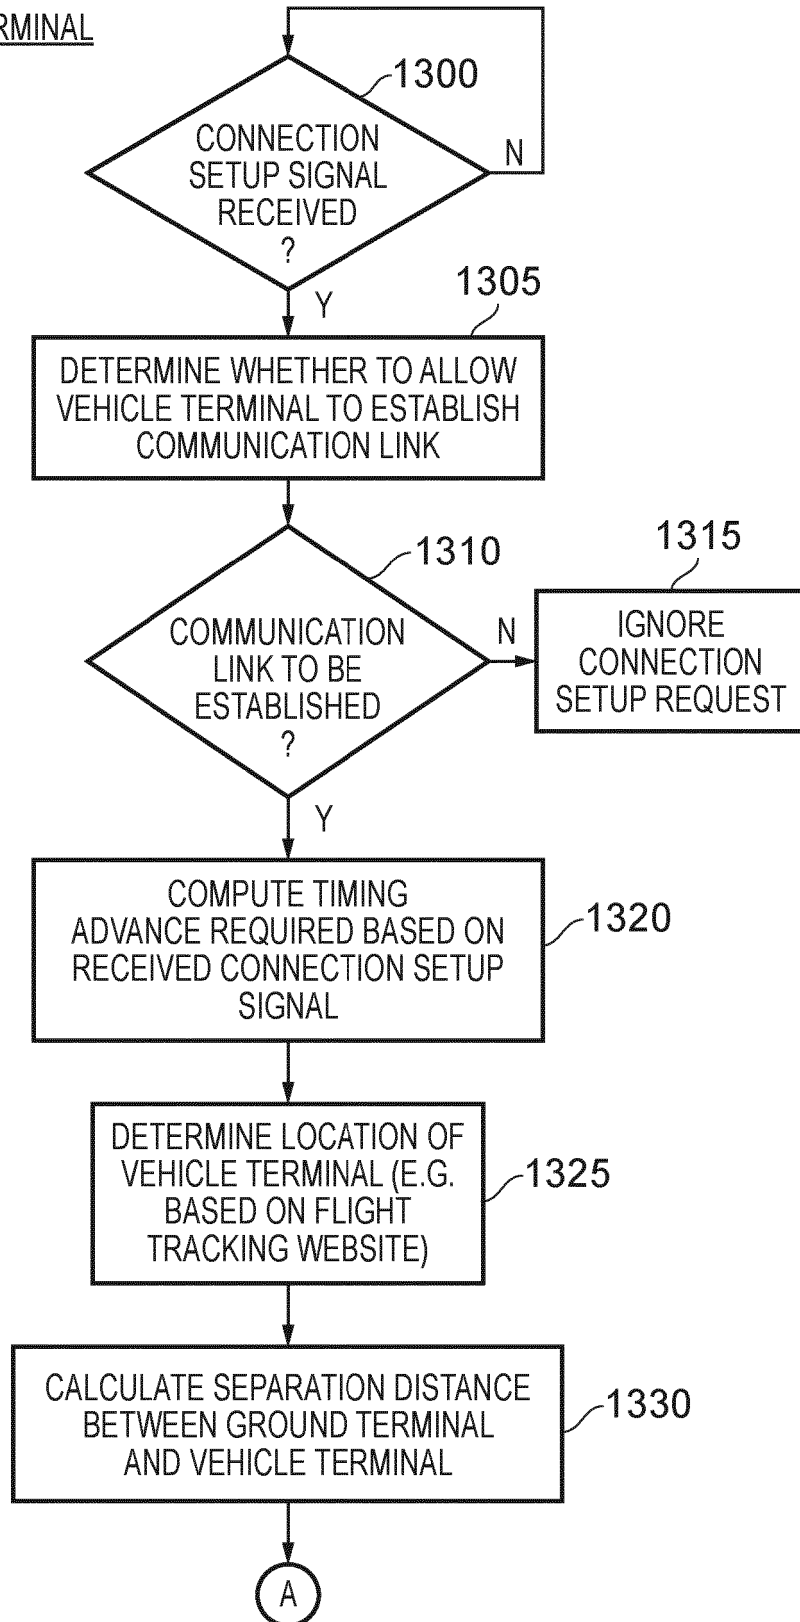 1300
CONNECTION
SETUP SIGNAL
RECEIVED
?
N
Y
1305
DETERMINE WHETHER TO ALLOW
VEHICLE TERMINAL TO ESTABLISH
COMMUNICATION LINK
1310
COMMUNICATION
LINK TO BE
ESTABLISHED
?
N
1315
IGNORE
CONNECTION
SETUP REQUEST
Y
COMPUTE TIMING
ADVANCE REQUIRED BASED ON
RECEIVED CONNECTION SETUP
SIGNAL
1320
DETERMINE LOCATION OF
VEHICLE TERMINAL (E.G.
BASED ON FLIGHT
TRACKING WEBSITE)
1325
CALCULATE SEPARATION DISTANCE
BETWEEN GROUND TERMINAL
AND VEHICLE TERMINAL
1330
A